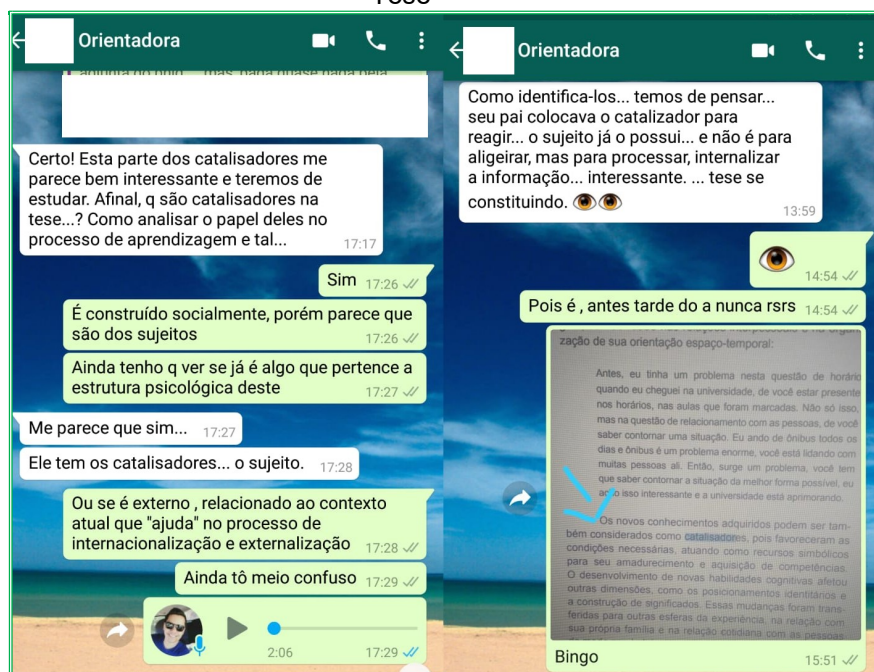 Tese
Orientadora
Certo! Esta parte dos catalisadores me
parece bem interessante e teremos de
estudar. Afinal, q são catalisadores na
tese...? Como analisar o papel deles no
processo de aprendizagem e tal...
17:17
Sim 17:26
É construído socialmente, porém parece que
são dos sujeitos 17:26
Ainda tenho q ver se já é algo que pertence a
estrutura psicológica deste 17:27
Me parece que sim... 17:27
Ele tem os catalisadores... o sujeito. 17:28
Ou se é externo , relacionado ao contexto
atual que "ajuda" no processo de
internacionalização e externalização 17:28
Ainda tô meio confuso 17:29
2:06 17:29
Orientadora
Como identifica-los... temos de pensar...
seu pai colocava o catalizador para
reagir... o sujeito já o possui... e não é para
aligeirar, mas para processar, internalizar
a informação... interessante. ... tese se
constituindo.
13:59
14:54
Pois é , antes tarde do a nunca rsrs 14:54
zação de sua orientação espaço-temporal:
Antes, eu tinha um problema nesta questão de horário
quando eu cheguei na universidade, de você estar presente
nos horários, nas aulas que foram marcadas. Não só isso,
mas na questão de relacionamento com as pessoas, de você
saber contornar uma situação. Eu ando de ônibus todos os
dias e ônibus é um problema enorme, você está lidando com
muitas pessoas ali. Então, surge um problema, você tem
que saber contornar a situação da melhor forma possível, eu
acho isso interessante e a universidade está aprimorando.
Os novos conhecimentos adquiridos podem ser tam-
bém considerados como catalisadores, pois favoreceram as
condições necessárias, atuando como recursos simbólicos
para seu amadurecimento e aquisição de competências.
O desenvolvimento de novas habilidades cognitivas afetou
outras dimensões, como os posicionamentos identitários e
a construção de significados. Essas mudanças foram trans-
feridas para outras esferas da experiência, na relação com
sua própria família e na relação cotidiana com as pessoas
Bingo 15:51